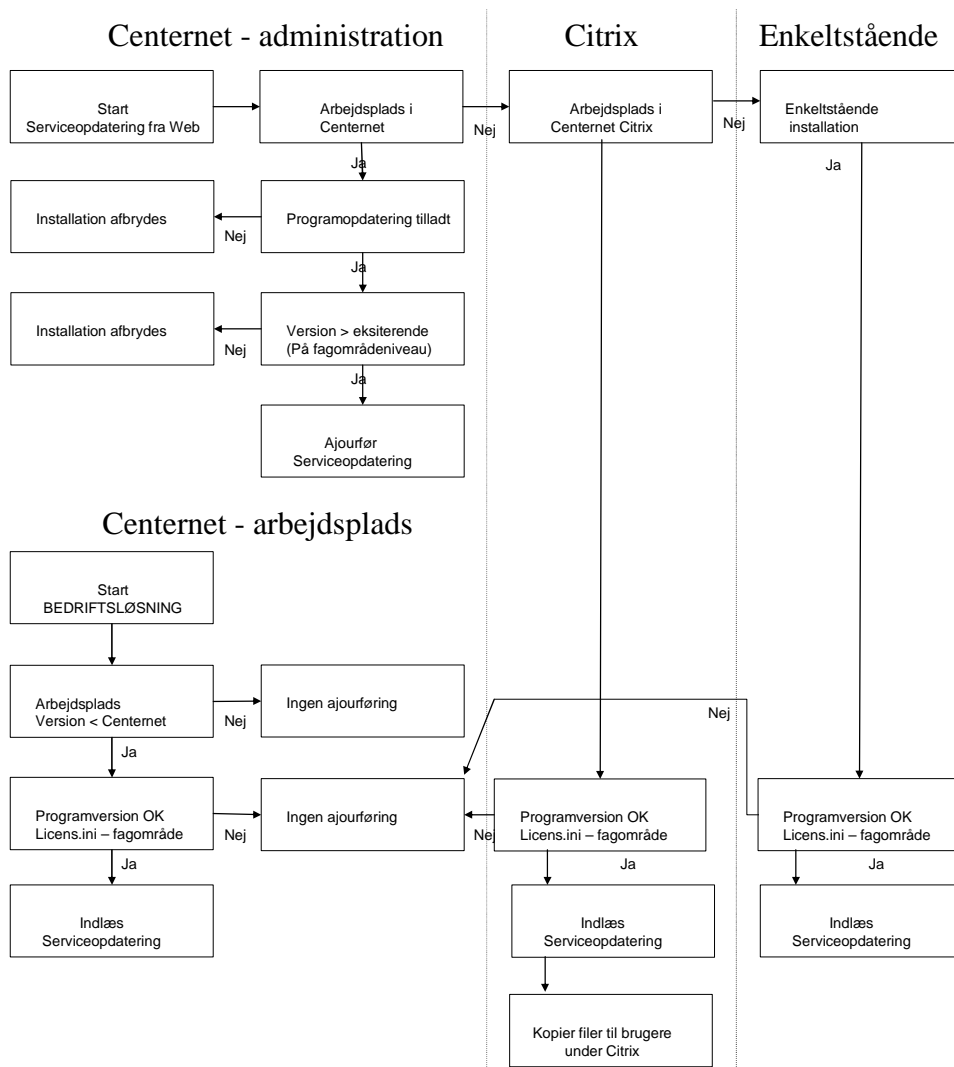 Centernet - administration
Citrix
Enkeltstående
Start
Serviceopdatering fra Web
Arbejdsplads i
Centernet
Nej
Arbejdsplads i
Centernet Citrix
Nej
Enkeltstående
installation
Ja
Ja
Installation afbrydes
Nej
Programopdatering tilladt
Ja
Installation afbrydes
Nej
Version > eksiterende
(På fagområdeniveau)
Ja
Ajourfør
Serviceopdatering
Centernet - arbejdsplads
Start
BEDRIFTSLØSNING
Arbejdsplads
Version < Centernet
Nej
Ingen ajourføring
Nej
Ja
Programversion OK
Licens.ini – fagområde
Nej
Ingen ajourføring
Nej
Programversion OK
Licens.ini – fagområde
Programversion OK
Licens.ini – fagområde
Ja
Ja
Ja
Indlæs
Serviceopdatering
Indlæs
Serviceopdatering
Indlæs
Serviceopdatering
Kopier filer til brugere
under Citrix